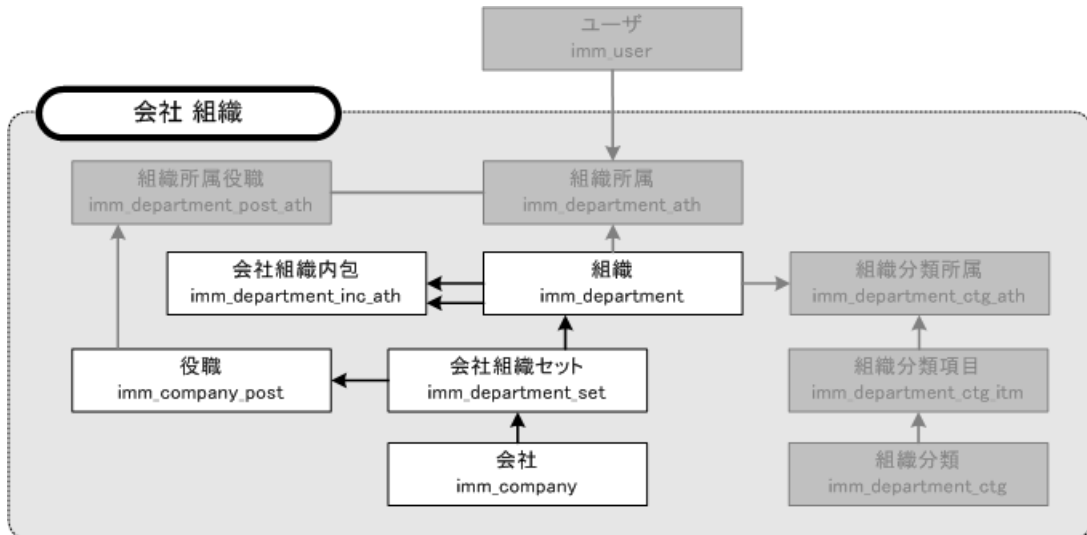 ユーザ
imm_user
会社 組織
組織所属役職
imm_department_post_ath
組織所属
imm_department_ath
会社組織内包
imm_department_inc_ath
組織
imm_department
組織分類所属
imm_department_ctg_ath
役職
imm_company_post
会社組織セット
imm_department_set
組織分類項目
imm_department_ctg_itm
会社
imm_company
組織分類
imm_department_ctg